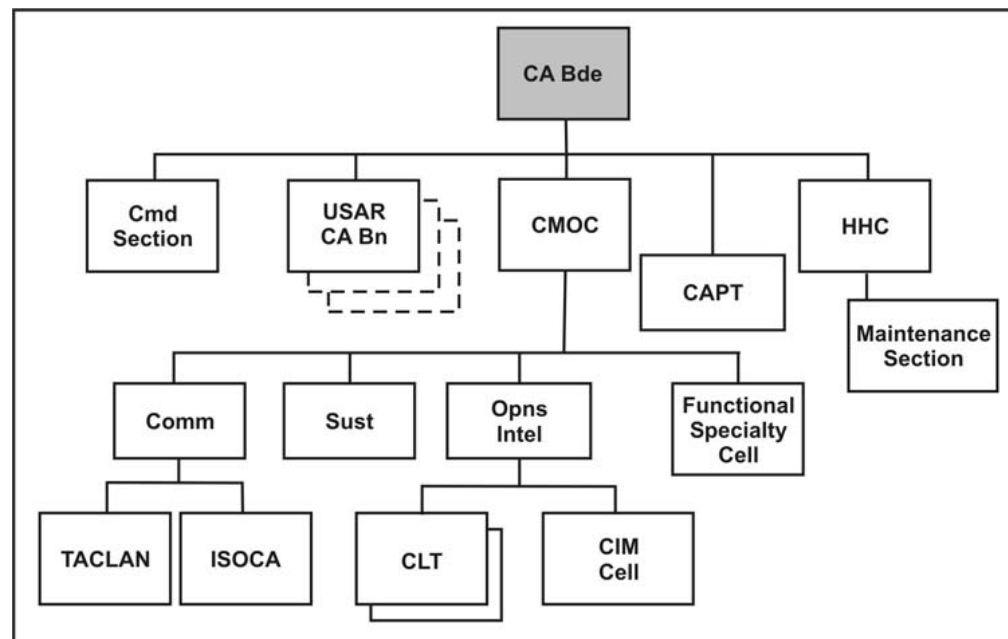 CA Bde
Cmd
Section
USAR
CA Bn
CMOC
CAPT
HHC
Maintenance
Section
Comm
Sust
Opns
Intel
Functional
Specialty
Cell
TACLAN
ISOCA
CLT
CIM
Cell